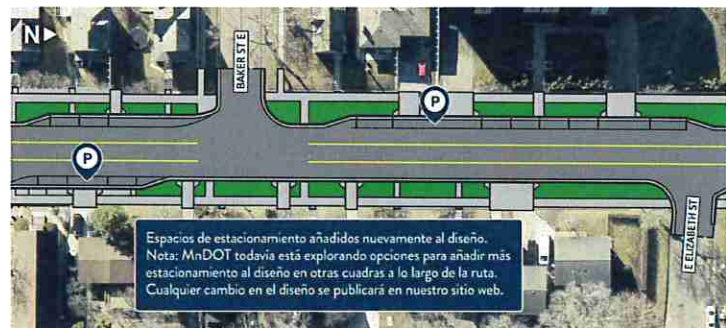 N
BAKER ST E
P
P
Espacios de estacionamiento añadidos nuevamente al diseño.
Nota: MnDOT todavía está explorando opciones para añadir más
estacionamiento al diseño en otras cuadras a lo largo de la ruta.
Cualquier cambio en el diseño se publicará en nuestro sitio web.
E ELIZABETH ST